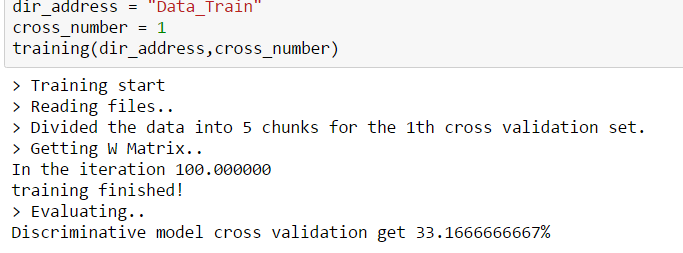 dir_address = "Data_Train"
cross_number = 1
training(dir_address,cross_number)
> Training start
> Reading files..
> Divided the data into 5 chunks for the 1th cross validation set.
> Getting W Matrix..
In the iteration 100.000000
training finished!
> Evaluating..
Discriminative model cross validation get 33.1666666667%